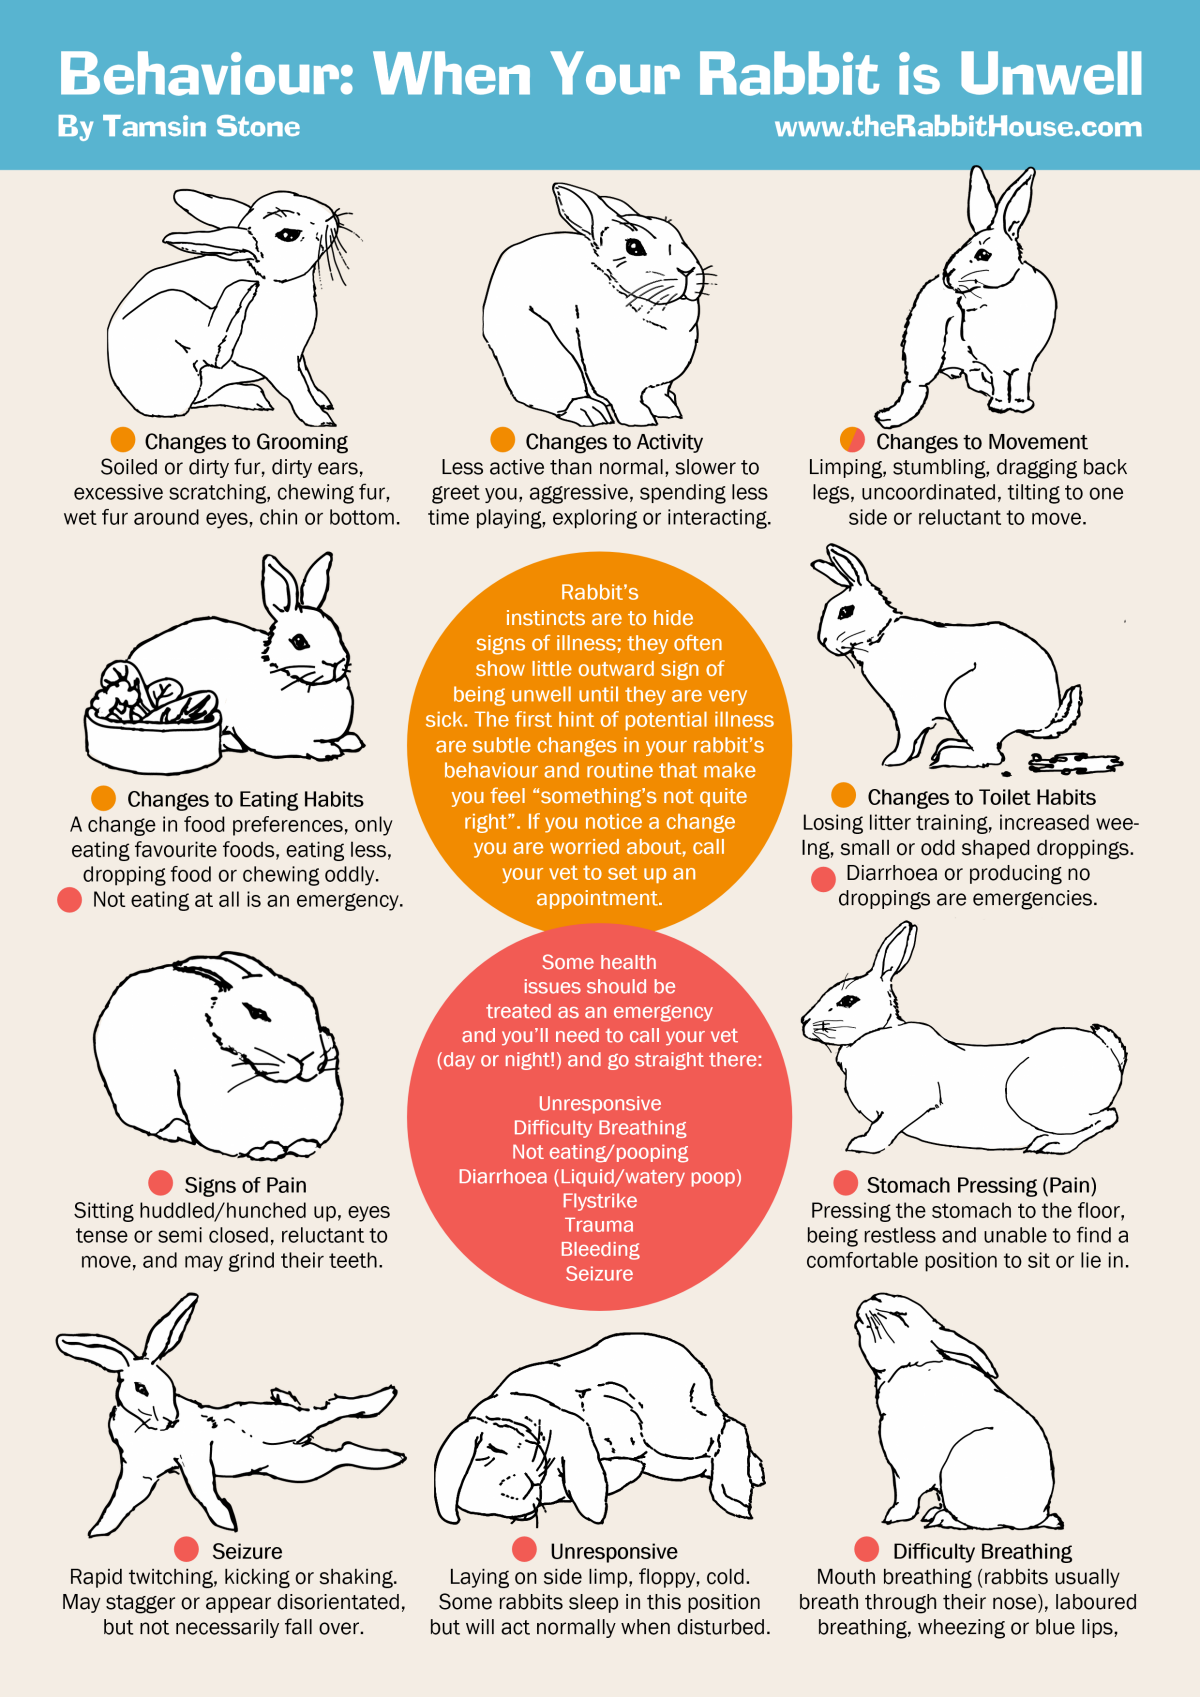 Behaviour: When Your Rabbit is Unwell
By Tamsin Stone
www.theRabbitHouse.com
Changes to Grooming
Soiled or dirty fur, dirty ears,
excessive scratching, chewing fur,
wet fur around eyes, chin or bottom.
Changes to Activity
Less active than normal, slower to
greet you, aggressive, spending less
time playing, exploring or interacting.
Changes to Movement
Limping, stumbling, dragging back
legs, uncoordinated, tilting to one
side or reluctant to move.
Changes to Eating Habits
A change in food preferences, only
eating favourite foods, eating less,
dropping food or chewing oddly.
Not eating at all is an emergency.
Rabbit's
instincts are to hide
signs of illness; they often
show little outward sign of
being unwell until they are very
sick. The first hint of potential illness
are subtle changes in your rabbit's
behaviour and routine that make
you feel “something's not quite
right”. If you notice a change
you are worried about, call
your vet to set up an
appointment.
Changes to Toilet Habits
Losing litter training, increased wee-
Ing, small or odd shaped droppings.
Diarrhoea or producing no
droppings are emergencies.
Signs of Pain
Sitting huddled/hunched up, eyes
tense or semi closed, reluctant to
move, and may grind their teeth.
Some health
issues should be
treated as an emergency
and you'll need to call your vet
(day or night!) and go straight there:
Unresponsive
Difficulty Breathing
Not eating/pooping
Diarrhoea (Liquid/watery poop)
Flystrike
Trauma
Bleeding
Seizure
Stomach Pressing (Pain)
Pressing the stomach to the floor,
being restless and unable to find a
comfortable position to sit or lie in.
Seizure
Rapid twitching, kicking or shaking.
May stagger or appear disorientated,
but not necessarily fall over.
Unresponsive
Laying on side limp, floppy, cold.
Some rabbits sleep in this position
but will act normally when disturbed.
Difficulty Breathing
Mouth breathing (rabbits usually
breath through their nose), laboured
breathing, wheezing or blue lips,